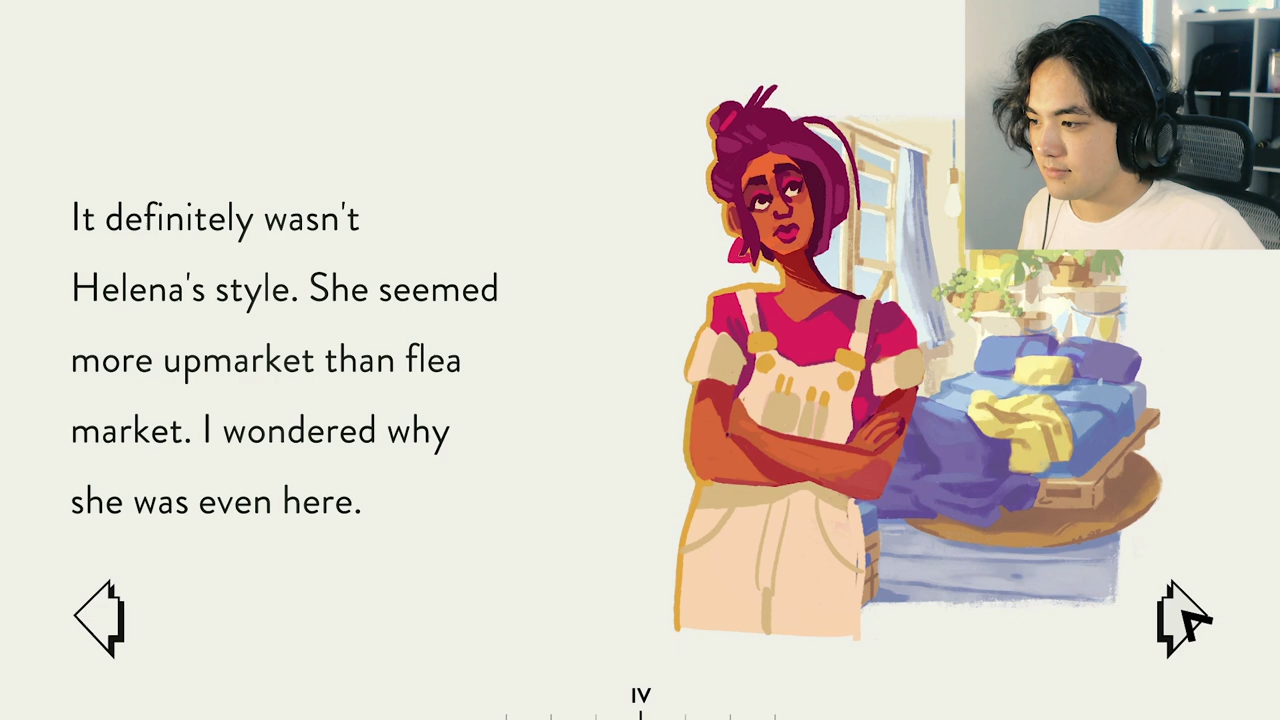 It definitely wasn't
Helena's style. She seemed
more upmarket than flea
market. I wondered why
she was even here.
IV